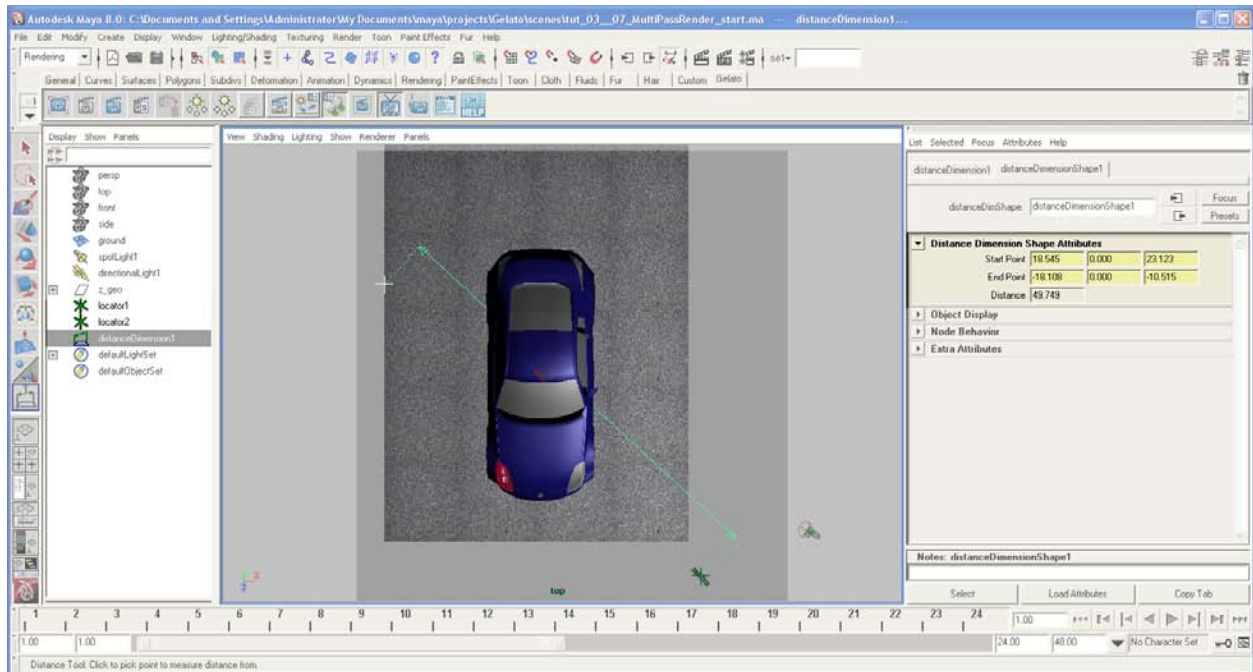 Autodesk Maya 8.0: C:\Documents and Settings\Administrator\My Documents\maya\projects\Gelato\scenes\tut_03__07_MultiPassRender_start.ma --- distanceDimension1...
File Edit Modify Create Display Window Lighting/Shading Texturing Render Toon Paint Effects Fur Help
Rendering
sel-
General Curves Surfaces Polygons Subdivs Deformation Animation Dynamics Rendering PaintEffects Toon Cloth Fluids Fur Hair Custom Gelato
HELP
Display Show Panels
persp
top
front
side
ground
spotLight1
directionalLight1
z_geo
locator1
locator2
distanceDimension1
defaultLightSet
defaultObjectSet
View Shading Lighting Show Renderer Panels
top
List Selected Focus Attributes Help
distanceDimension1 distanceDimensionShape1
distanceDimShape: distanceDimensionShape1
Focus
Presets
Distance Dimension Shape Attributes
Start Point 18.545 0.000 23.123
End Point -18.108 0.000 -10.515
Distance 49.749
Object Display
Node Behavior
Extra Attributes
Notes: distanceDimensionShape1
Select Load Attributes Copy Tab
1 2 3 4 5 6 7 8 9 10 11 12 13 14 15 16 17 18 19 20 21 22 23 24
1.00
1.00 1.00 24.00 48.00 No Character Set
Distance Tool: Click to pick point to measure distance from.